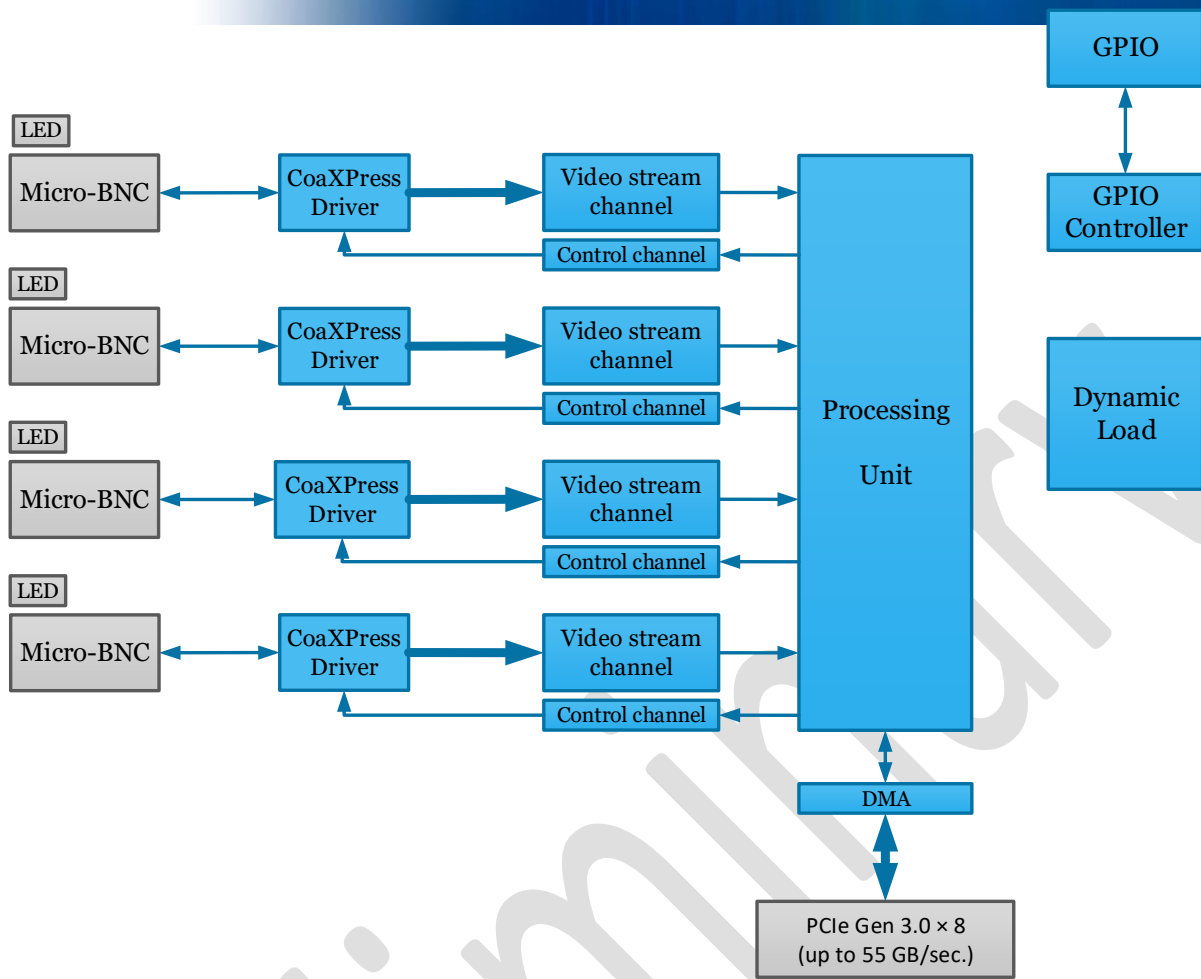 GPIO
LED
Micro-BNC
CoaXPress
Driver
Video stream
channel
Control channel
GPIO
Controller
LED
Micro-BNC
CoaXPress
Driver
Video stream
channel
Control channel
Processing
Unit
Dynamic
Load
LED
Micro-BNC
CoaXPress
Driver
Video stream
channel
Control channel
LED
Micro-BNC
CoaXPress
Driver
Video stream
channel
Control channel
DMA
PCIe Gen 3.0 × 8
(up to 55 GB/sec.)